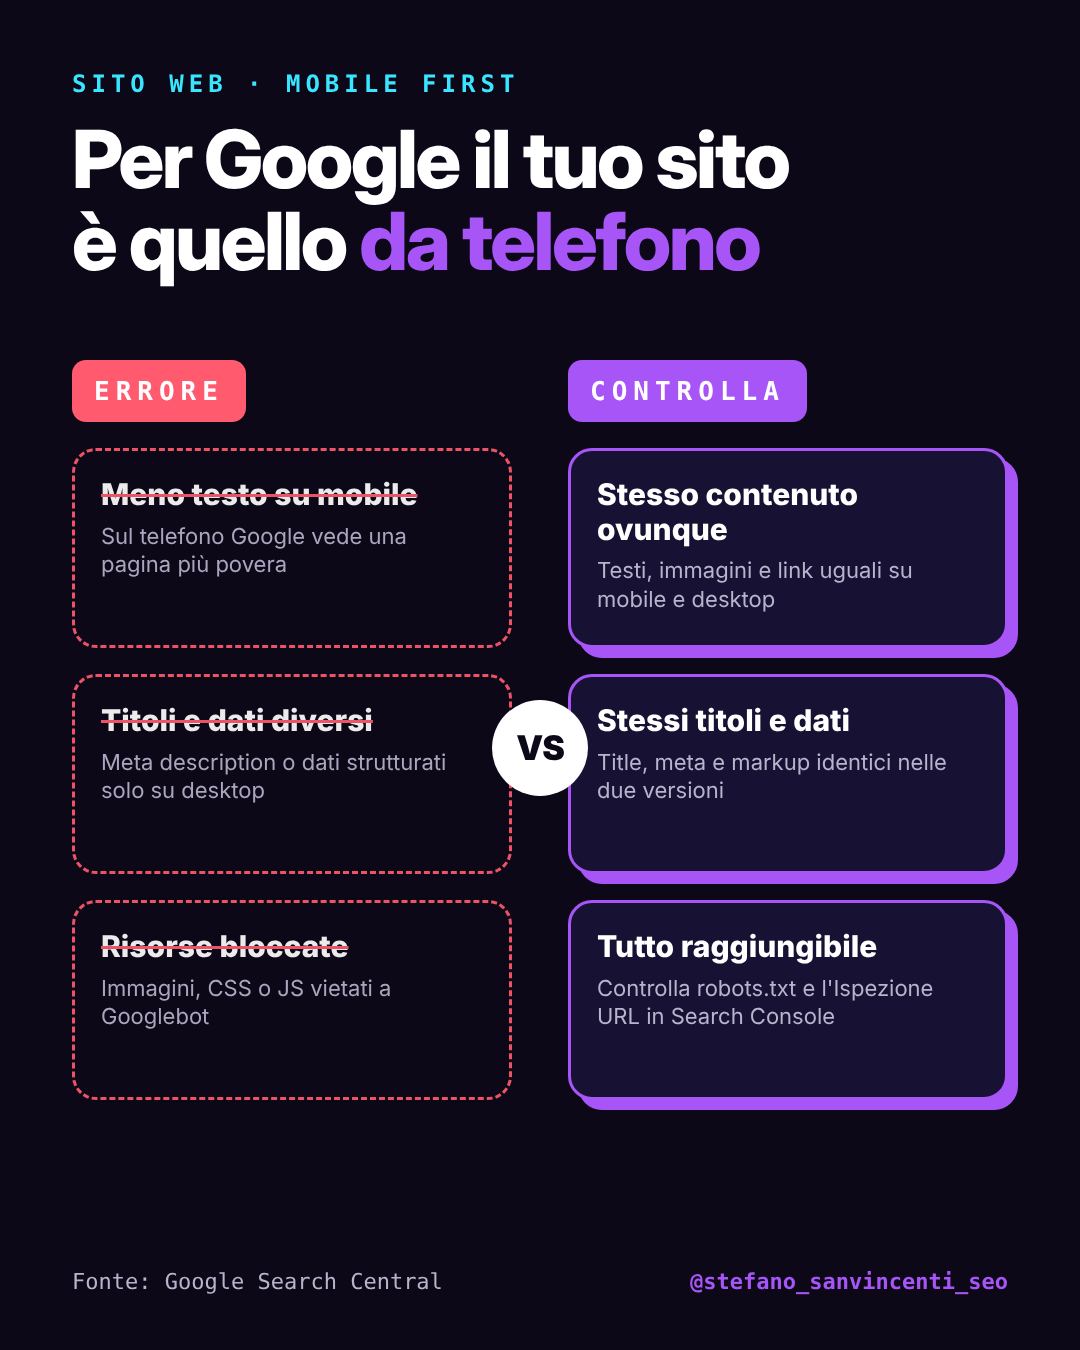 SITO WEB · MOBILE FIRST
Per Google il tuo sito
è quello da telefono
ERRORE
Meno testo su mobile
Sul telefono Google vede una
pagina più povera
Titoli e dati diversi
Meta description o dati strutturati
solo su desktop
Risorse bloccate
Immagini, CSS o JS vietati a
Googlebot
VS
CONTROLLA
Stesso contenuto
ovunque
Testi, immagini e link uguali su
mobile e desktop
Stessi titoli e dati
Title, meta e markup identici nelle
due versioni
Tutto raggiungibile
Controlla robots.txt e l'Ispezione
URL in Search Console
Fonte: Google Search Central
@stefano_sanvincenti_seo